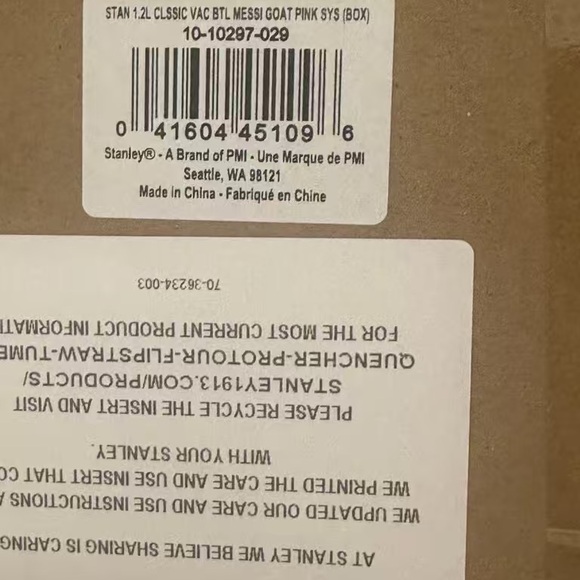 STAN 1.2L CLSSIC VAC BTL MESSI GOAT PINK SYS (BOX)
10-10297-029
0 41604 45109 6
Stanley® - A Brand of PMI - Une Marque de PMI
Seattle, WA 98121
Made in China - Fabriqué en Chine
AT STANLEY WE BELIEVE SHARING IS CARING
WE UPDATED OUR CARE AND USE INSTRUCTIONS
WE PRINTED THE CARE AND USE INSERT THAT
WITH YOUR STANLEY.
PLEASE RECYCLE THE INSERT AND VISIT
STANLEY1913.COM/PRODUCTS/
QUENCHER-PROTOUR-FLIPSTRAW-TUM
FOR THE MOST CURRENT PRODUCT INFORMATI
70-36234-003